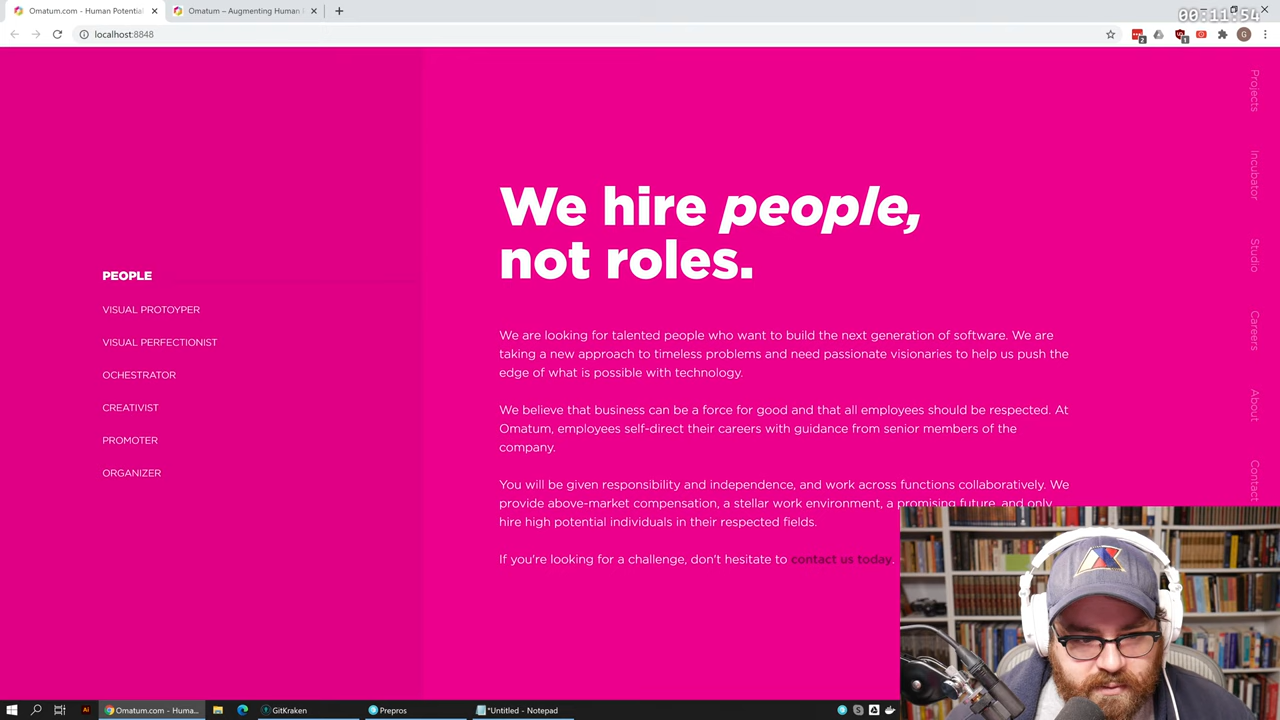 Omatum.com - Human Potential
Omatum – Augmenting Human
00:11:54
localhost:8848
2
1
G
Projects
Incubator
Studio
Careers
About
Contact
PEOPLE
VISUAL PROTOYPER
VISUAL PERFECTIONIST
OCHESTRATOR
CREATIVIST
PROMOTER
ORGANIZER
We hire people,
not roles.
We are looking for talented people who want to build the next generation of software. We are
taking a new approach to timeless problems and need passionate visionaries to help us push the
edge of what is possible with technology.
We believe that business can be a force for good and that all employees should be respected. At
Omatum, employees self-direct their careers with guidance from senior members of the
company.
You will be given responsibility and independence, and work across functions collaboratively. We
provide above-market compensation, a stellar work environment, a promising future, and only
hire high potential individuals in their respected fields.
If you're looking for a challenge, don't hesitate to contact us today.
Ai
Omatum.com - Huma...
GitKraken
Prepros
*Untitled - Notepad